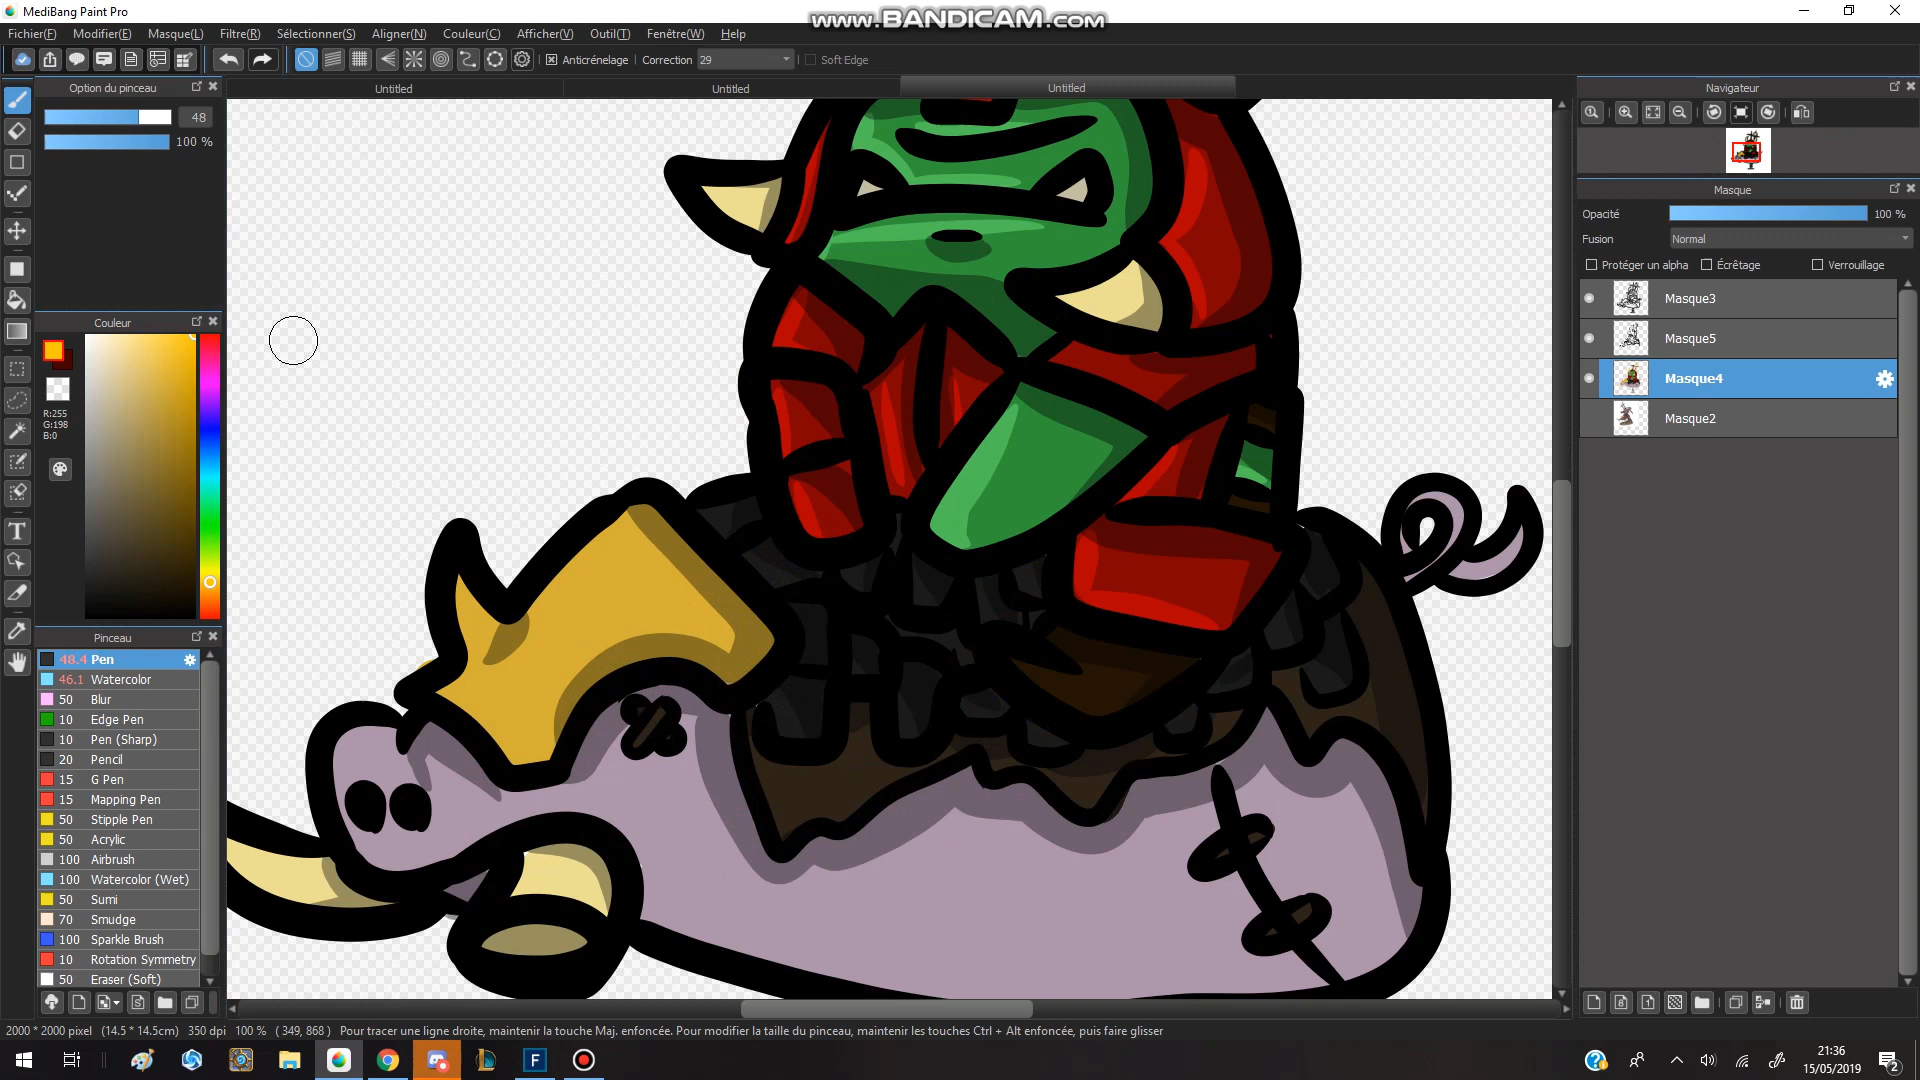 MediBang Paint Pro
www.BANDICAM.com
Fichier(F) Modifier(E) Masque(L) Filtre(R) Sélectionner(S) Aligner(N) Couleur(C) Afficher(V) Outil(T) Fenêtre(W) Help
Anticrénelage Correction 29 Soft Edge
Option du pinceau
Untitled Untitled Untitled
Navigateur
48
100 %
Masque
Opacité 100 %
Fusion Normal
Protéger un alpha Écrêtage Verrouillage
Masque3
Masque5
Masque4
Masque2
Couleur
R:255
G:198
B:0
Pinceau
48.4 Pen
46.1 Watercolor
50 Blur
10 Edge Pen
10 Pen (Sharp)
20 Pencil
15 G Pen
15 Mapping Pen
50 Stipple Pen
50 Acrylic
100 Airbrush
100 Watercolor (Wet)
50 Sumi
70 Smudge
100 Sparkle Brush
10 Rotation Symmetry
50 Eraser (Soft)
2000 * 2000 pixel (14.5 * 14.5cm) 350 dpi 100 % ( 349, 868 ) Pour tracer une ligne droite, maintenir la touche Maj. enfoncée. Pour modifier la taille du pinceau, maintenir les touches Ctrl + Alt enfoncée, puis faire glisser
21:36
15/05/2019
2